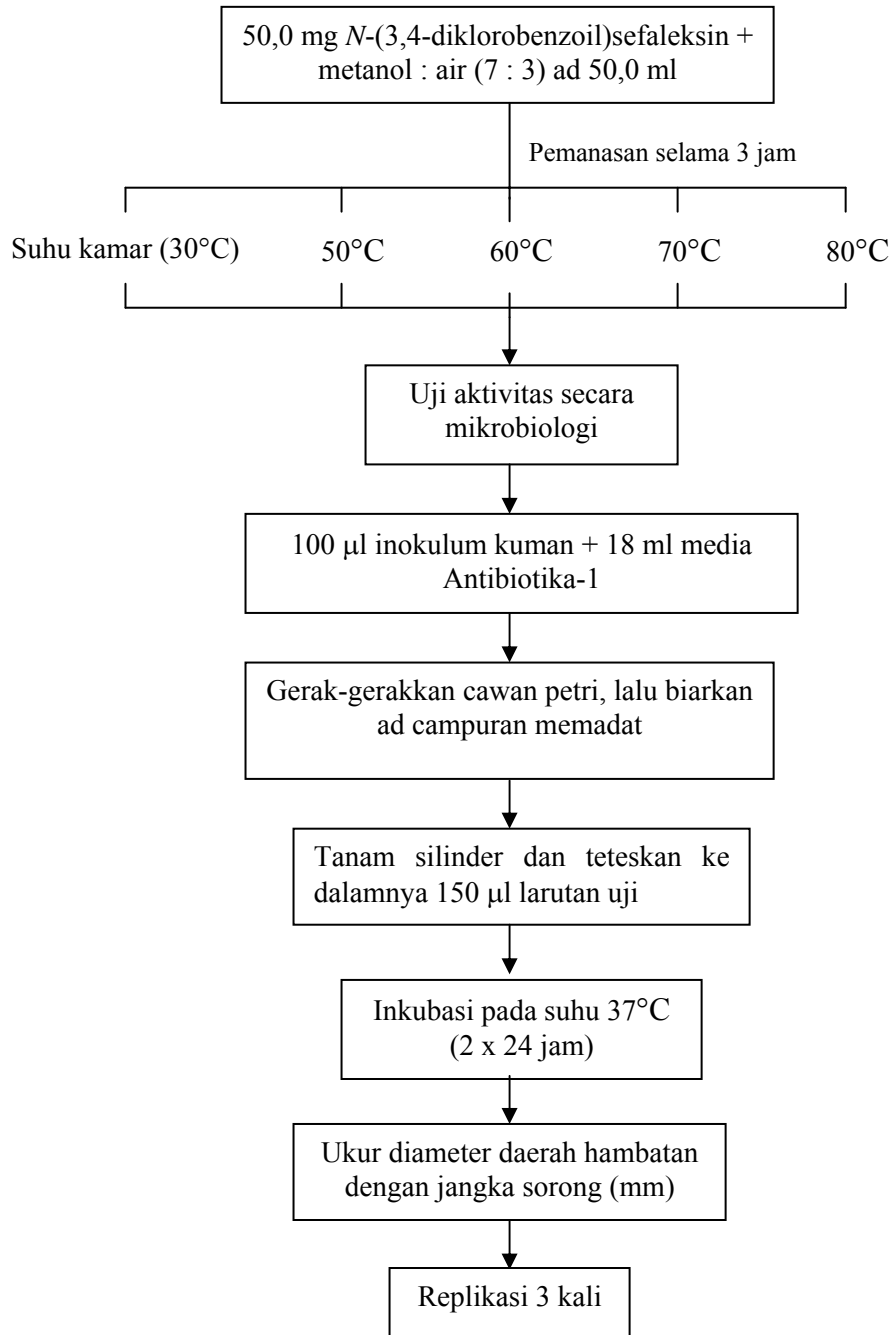 50,0 mg N-(3,4-diklorobenzoil)sefaleksin +
metanol : air (7 : 3) ad 50,0 ml
Pemanasan selama 3 jam
Suhu kamar (30°C) 50°C 60°C 70°C 80°C
Uji aktivitas secara
mikrobiologi
100 μl inokulum kuman + 18 ml media
Antibiotika-1
Gerak-gerakkan cawan petri, lalu biarkan
ad campuran memadat
Tanam silinder dan teteskan ke
dalamnya 150 μl larutan uji
Inkubasi pada suhu 37°C
(2 x 24 jam)
Ukur diameter daerah hambatan
dengan jangka sorong (mm)
Replikasi 3 kali